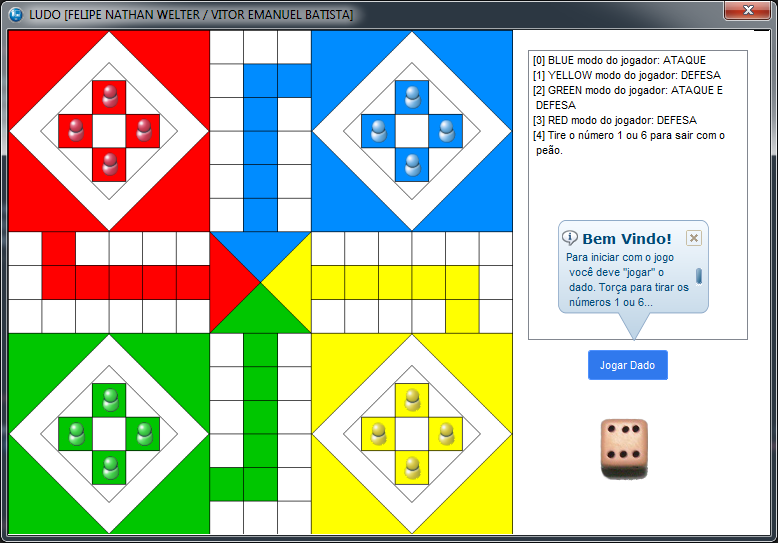 LUDO [FELIPE NATHAN WELTER / VITOR EMANUEL BATISTA]
[0] BLUE modo do jogador: ATAQUE
[1] YELLOW modo do jogador: DEFESA
[2] GREEN modo do jogador: ATAQUE E
DEFESA
[3] RED modo do jogador: DEFESA
[4] Tire o número 1 ou 6 para sair com o
peão.
Bem Vindo!
Para iniciar com o jogo
você deve "jogar" o
dado. Torça para tirar os
números 1 ou 6...
Jogar Dado